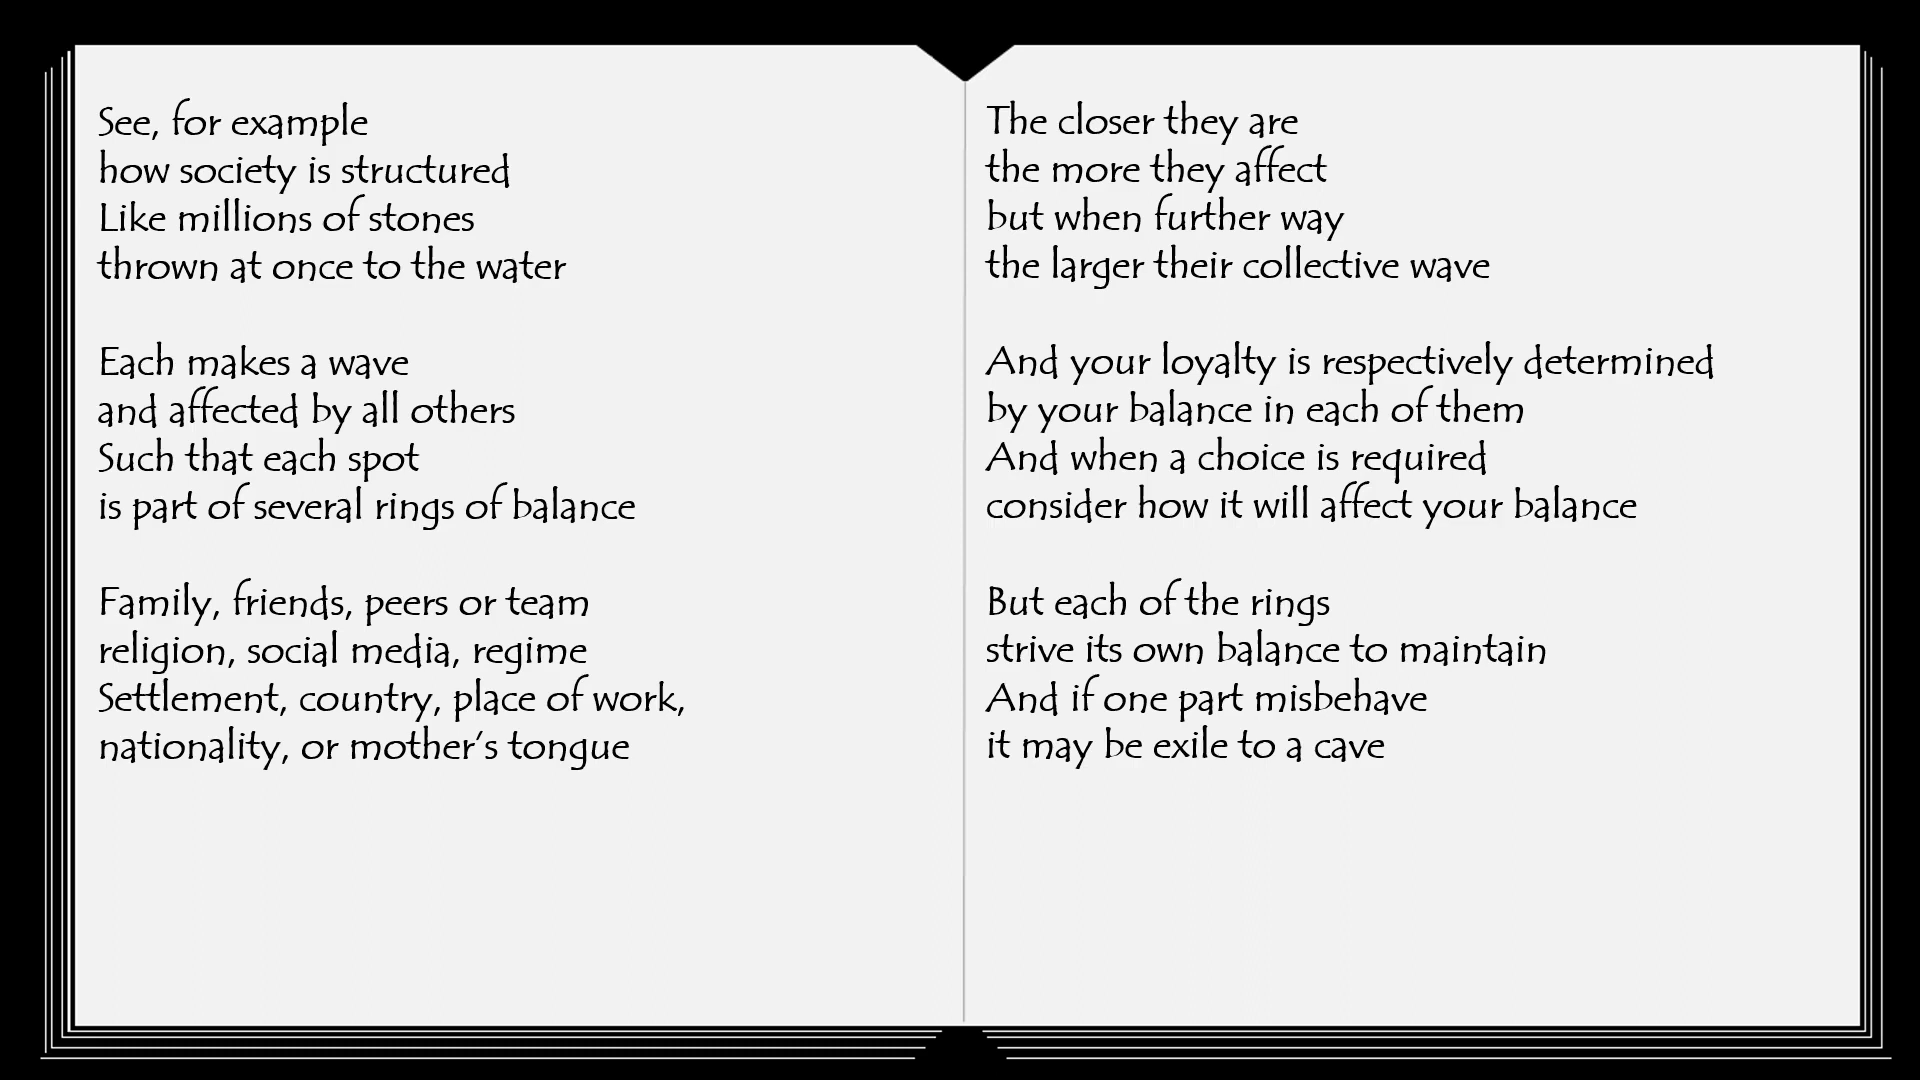 See, for example
how society is structured
Like millions of stones
thrown at once to the water
Each makes a wave
and affected by all others
Such that each spot
is part of several rings of balance
Family, friends, peers or team
religion, social media, regime
Settlement, country, place of work,
nationality, or mother’s tongue
The closer they are
the more they affect
but when further way
the larger their collective wave
And your loyalty is respectively determined
by your balance in each of them
And when a choice is required
consider how it will affect your balance
But each of the rings
strive its own balance to maintain
And if one part misbehave
it may be exile to a cave